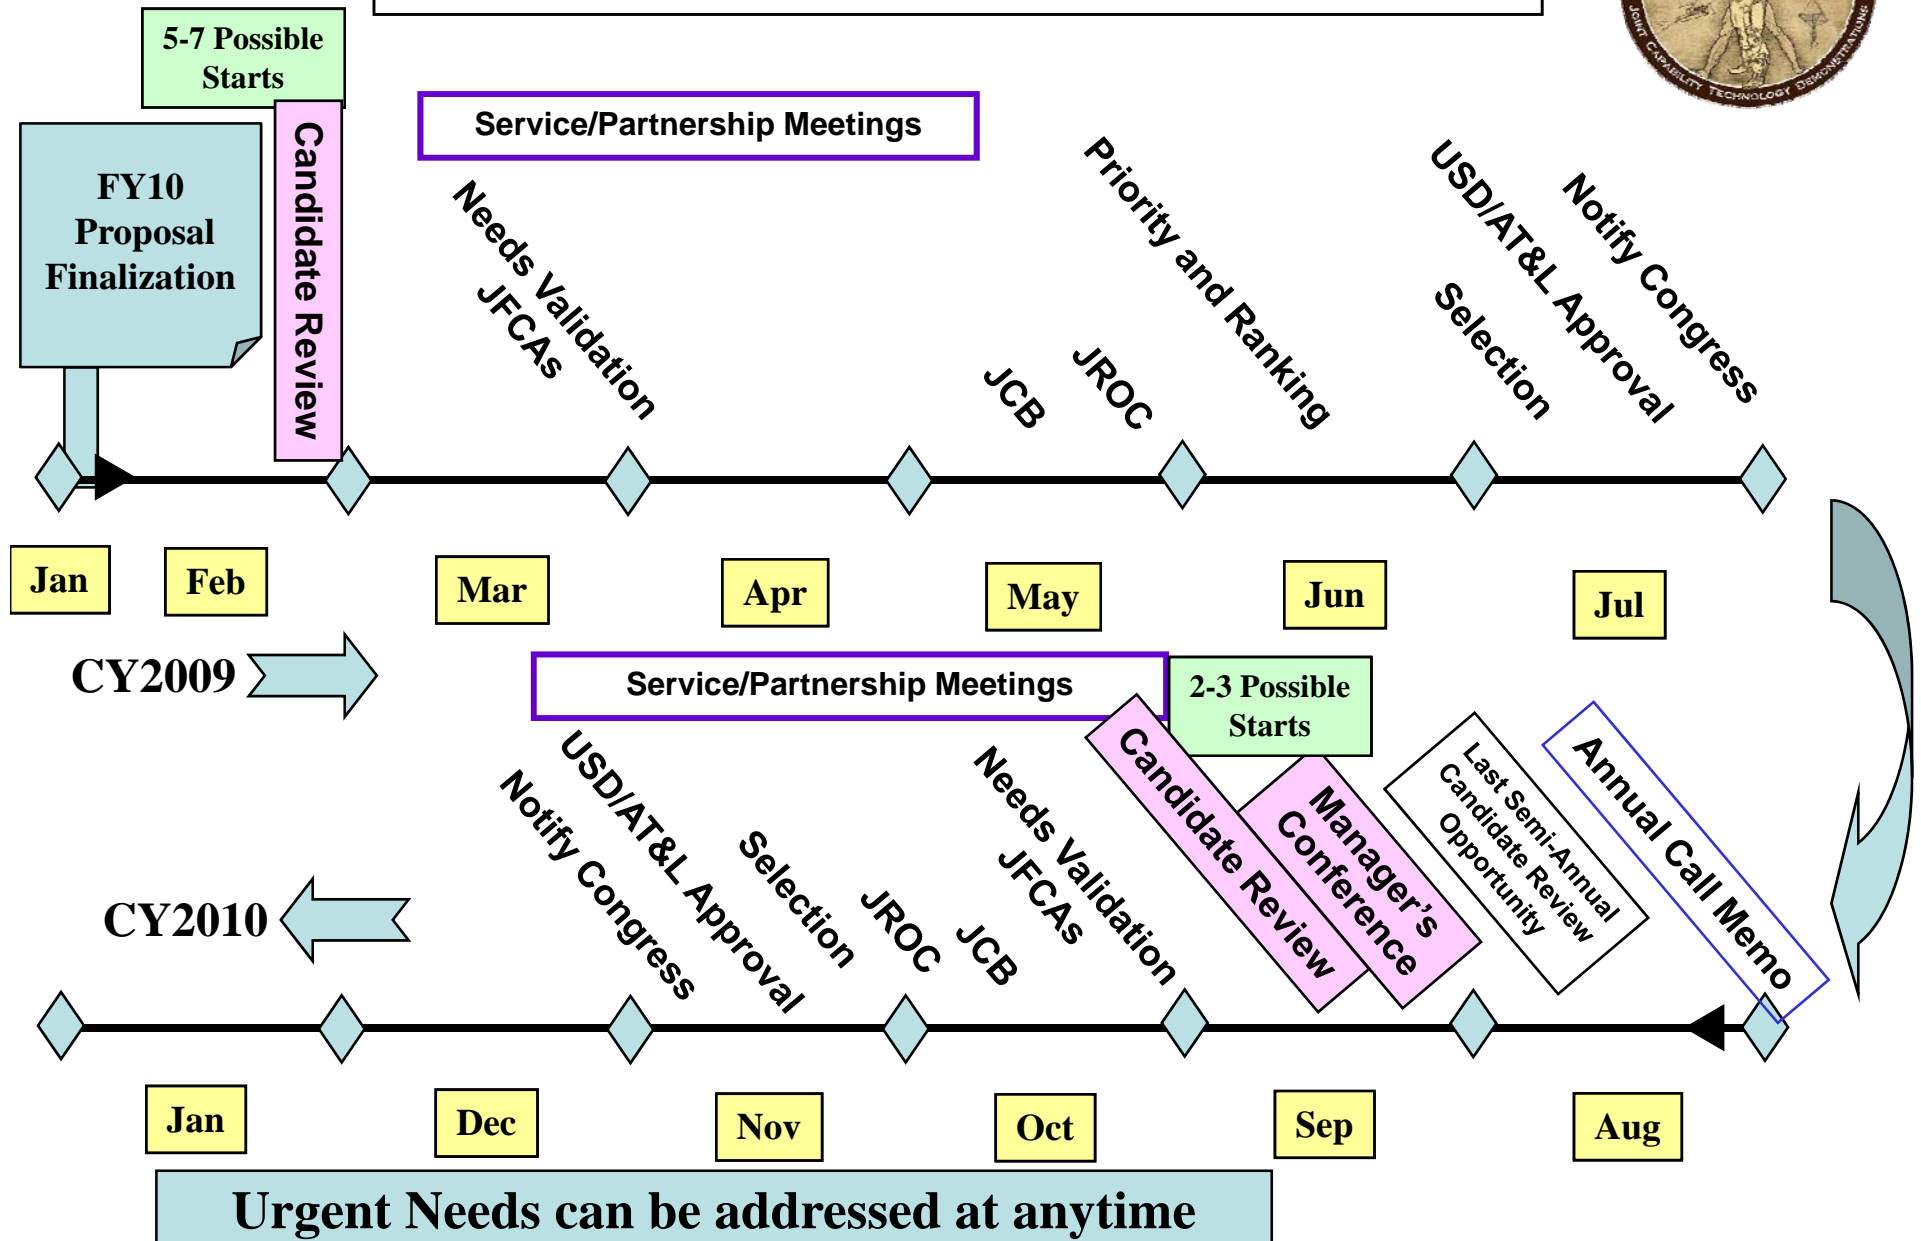 5-7 Possible
Starts
JOINT CAPABILITY TECHNOLOGY DEMONSTRATIONS
FY10
Proposal
Finalization
Candidate Review
Service/Partnership Meetings
Needs Validation
JFCAs
JCB
JROC
Priority and Ranking
Selection
USD/AT&L Approval
Notify Congress
Jan
Feb
Mar
Apr
May
Jun
Jul
CY2009
Service/Partnership Meetings
2-3 Possible
Starts
Notify Congress
USD/AT&L Approval
Selection
JROC
JCB
Needs Validation
JFCAs
Candidate Review
Manager's
Conference
Last Semi-Annual
Candidate Review
Opportunity
Annual Call Memo
CY2010
Jan
Dec
Nov
Oct
Sep
Aug
Urgent Needs can be addressed at anytime